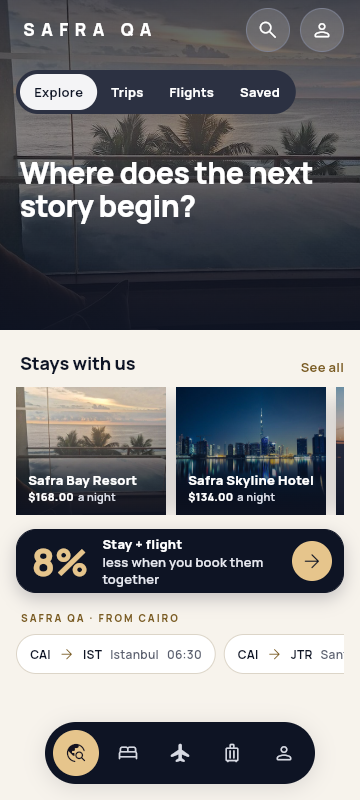 SAFRA QA
Explore Trips Flights Saved
Where does the next
story begin?
Stays with us
See all
Safra Bay Resort
$168.00 a night
Safra Skyline Hotel
$134.00 a night
8%
Stay + flight
less when you book them
together
SAFRA QA · FROM CAIRO
CAI → IST Istanbul 06:30
CAI → JTR